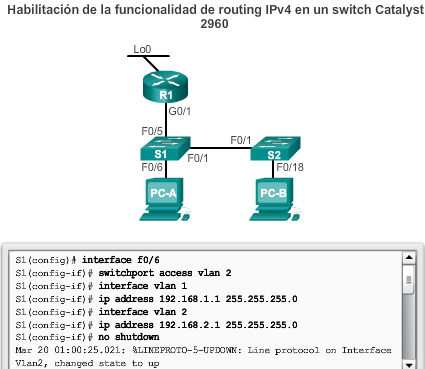 Habilitación de la funcionalidad de routing IPv4 en un switch Catalyst
2960
Lo0
R1
G0/1
F0/5
F0/1
S1
F0/1
S2
F0/6
F0/18
PC-A
PC-B
S1(config)# interface f0/6
S1(config-if)# switchport access vlan 2
S1(config-if)# interface vlan 1
S1(config-if)# ip address 192.168.1.1 255.255.255.0
S1(config-if)# interface vlan 2
S1(config-if)# ip address 192.168.2.1 255.255.255.0
S1(config-if)# no shutdown
Mar 20 01:00:25.021: %LINEPROTO-5-UPDOWN: Line protocol on Interface
Vlan2, changed state to up